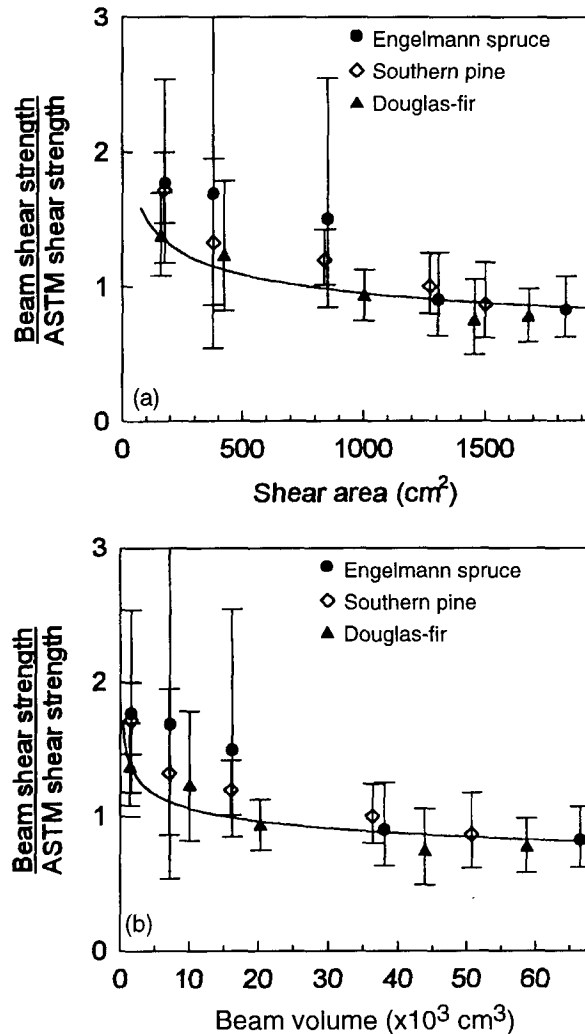 3
Engelmann spruce
Southern pine
Douglas-fir
2
1
0
(a)
0 500 1000 1500
Beam shear strength
ASTM shear strength
Shear area (cm²)
3
Engelmann spruce
Southern pine
Douglas-fir
2
1
0
(b)
0 10 20 30 40 50 60
Beam shear strength
ASTM shear strength
Beam volume (x10³ cm³)